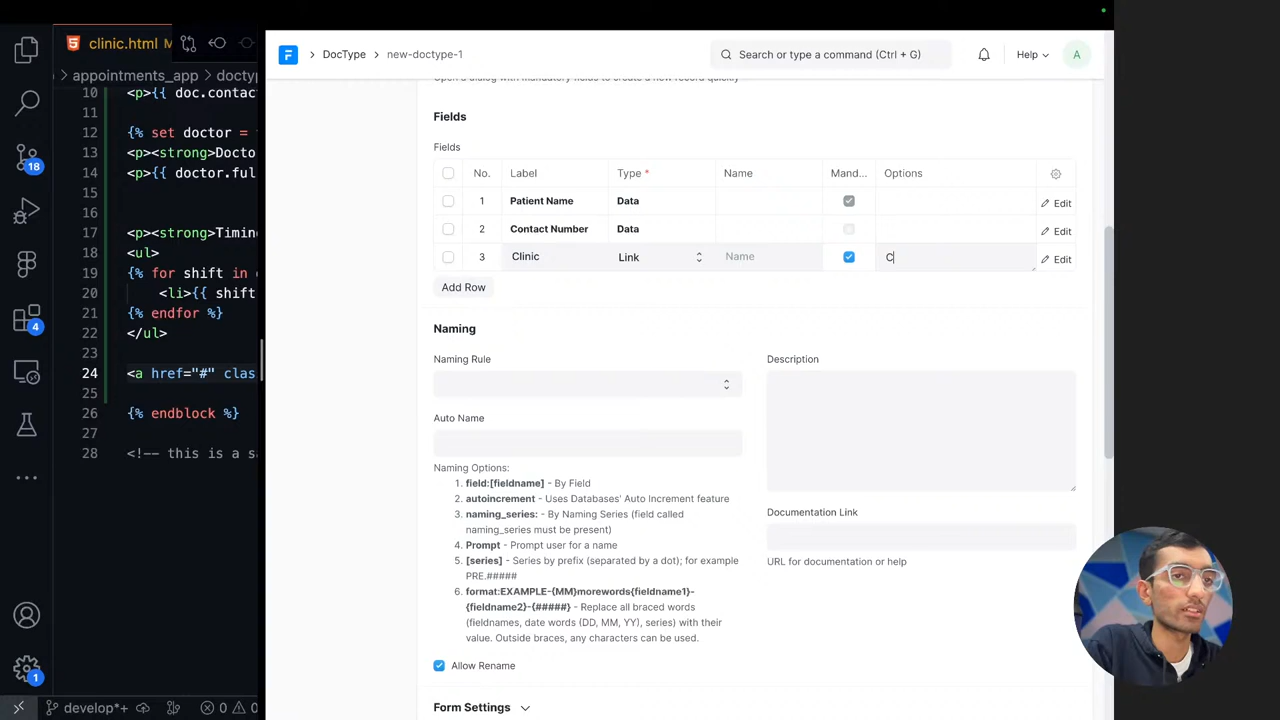 clinic.html M
appointments_app > doctyp
10 <p>{{ doc.contac
11
12 {% set doctor =
13 <p><strong>Docto
14 <p>{{ doctor.ful
15
16
17 <p><strong>Timin
18 <ul>
19 {% for shift in
20 <li>{{ shift
21 {% endfor %}
22 </ul>
23
24 <a href="#" clas
25
26 {% endblock %}
27
28 <!-- this is a sa
18
4
1
develop*+
0
0
DocType
new-doctype-1
Search or type a command (Ctrl + G)
Help
A
Open a dialog with mandatory fields to create a new record quickly
Fields
Fields
No. Label Type * Name Mand... Options
1 Patient Name Data Edit
2 Contact Number Data Edit
3 Clinic Link Name C Edit
Add Row
Naming
Naming Rule
Auto Name
Naming Options:
1. field:[fieldname] - By Field
2. autoincrement - Uses Databases' Auto Increment feature
3. naming_series: - By Naming Series (field called
naming_series must be present)
4. Prompt - Prompt user for a name
5. [series] - Series by prefix (separated by a dot); for example
PRE.#####
6. format:EXAMPLE-{MM}morewords{fieldname1}-
{fieldname2}-{#####} - Replace all braced words
(fieldnames, date words (DD, MM, YY), series) with their
value. Outside braces, any characters can be used.
Allow Rename
Description
Documentation Link
URL for documentation or help
Form Settings